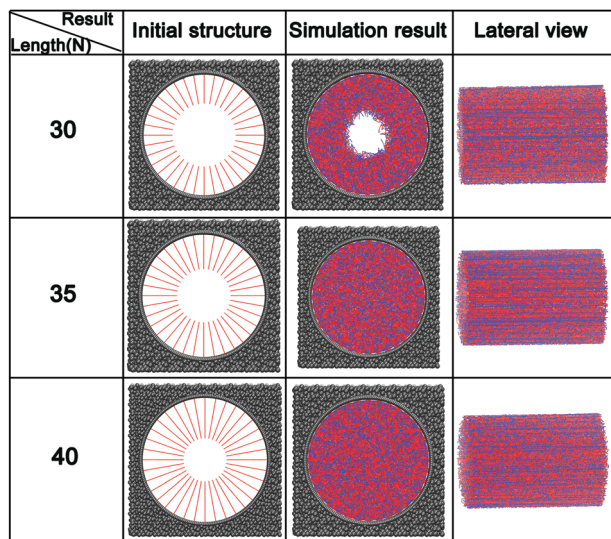 Result
Length(N)
Initial structure
Simulation result
Lateral view
30
35
40